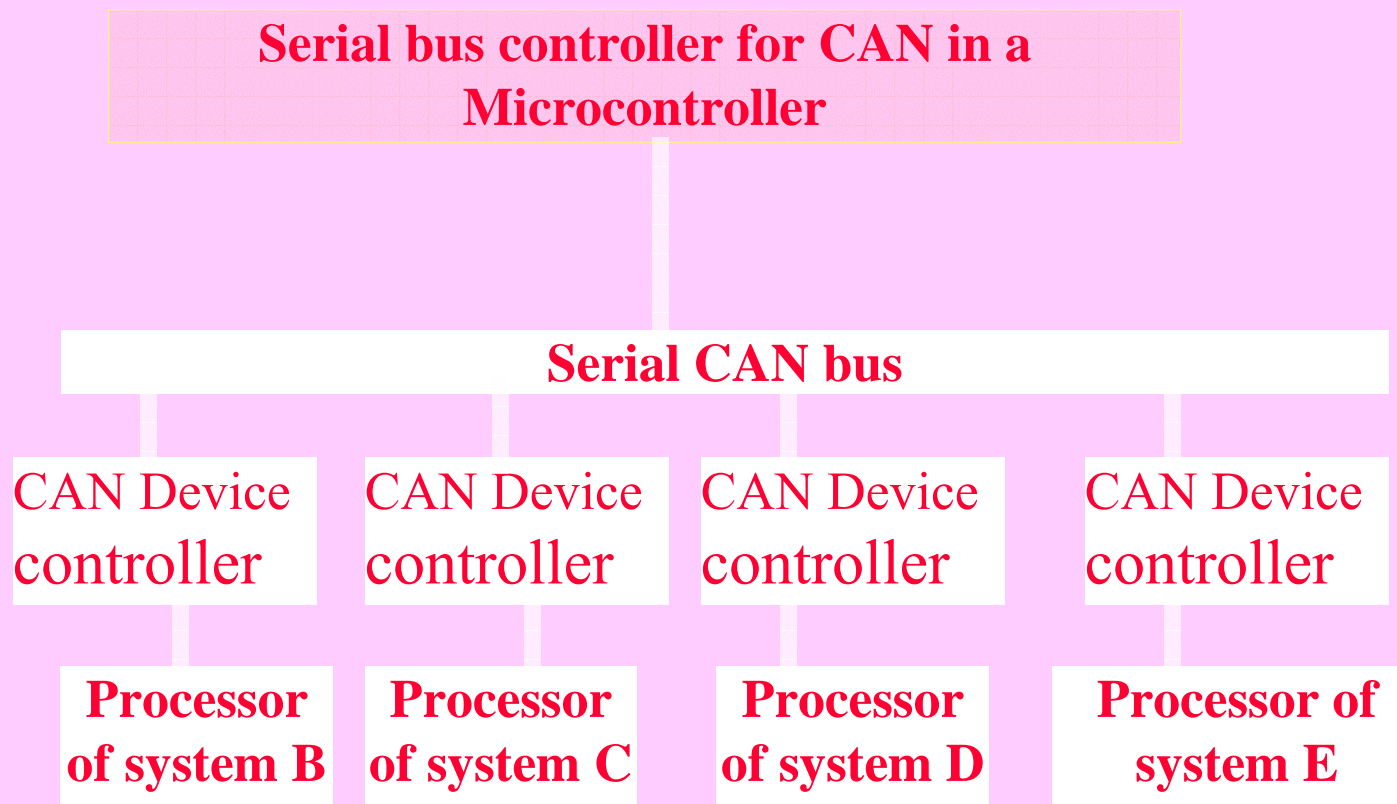 Serial bus controller for CAN in a
Microcontroller
Serial CAN bus
CAN Device
controller
CAN Device
controller
CAN Device
controller
CAN Device
controller
Processor
of system B
Processor
of system C
Processor
of system D
Processor of
system E